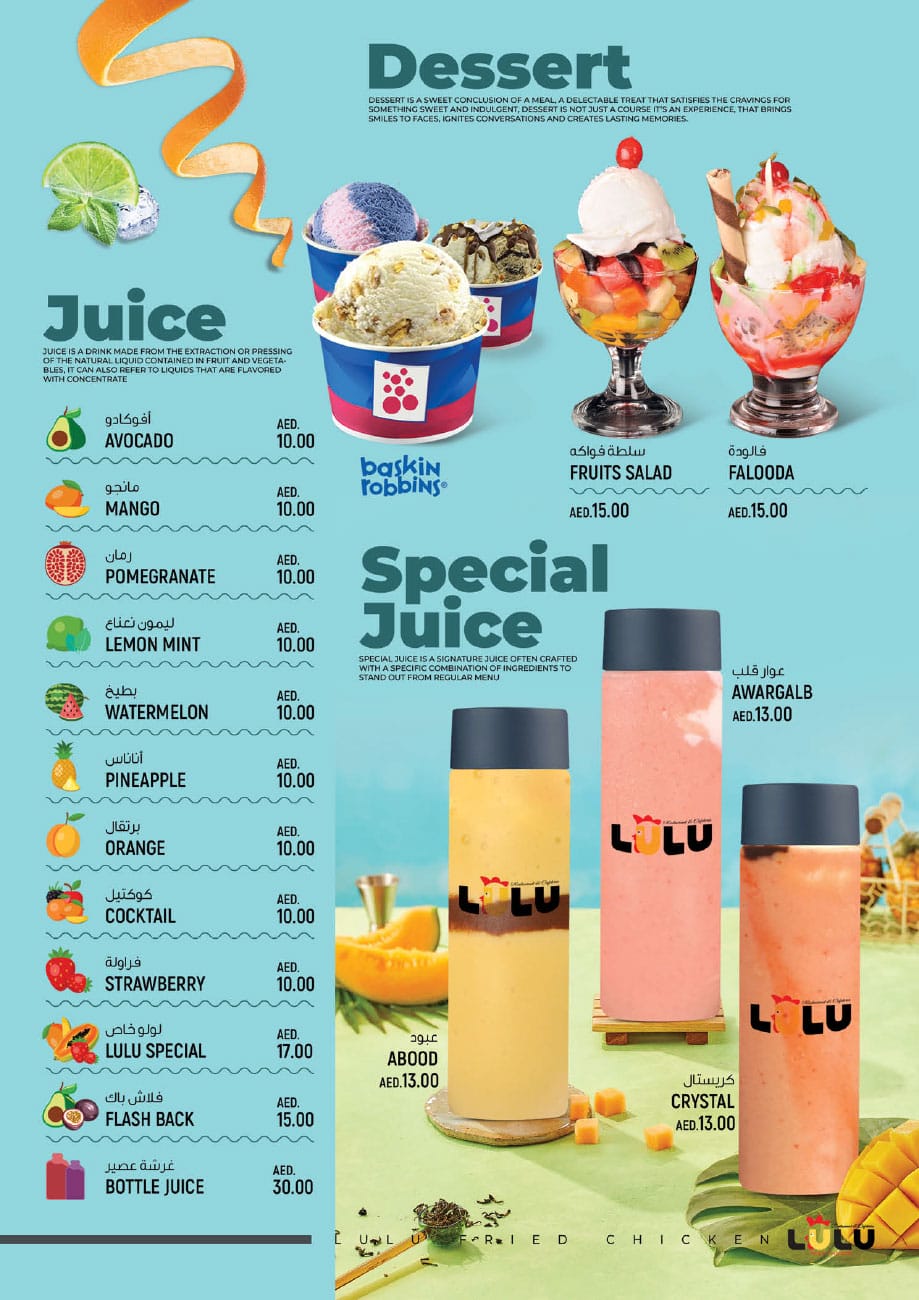 Dessert
DESSERT IS A SWEET CONCLUSION OF A MEAL, A DELECTABLE TREAT THAT SATISFIES THE CRAVINGS FOR
SOMETHING SWEET AND INDULGENT, DESSERT IS NOT JUST A COURSE IT'S AN EXPERIENCE, THAT BRINGS
SMILES TO FACES, IGNITES CONVERSATIONS AND CREATES LASTING MEMORIES.
baskin
robbins®
سلطة فواكه
FRUITS SALAD
AED.15.00
فالودة
FALOODA
AED.15.00
Juice
JUICE IS A DRINK MADE FROM THE EXTRACTION OR PRESSING
OF THE NATURAL LIQUID CONTAINED IN FRUIT AND VEGETA-
BLES, IT CAN ALSO REFER TO LIQUIDS THAT ARE FLAVORED
WITH CONCENTRATE
أفوكادو
AVOCADO
AED.
10.00
مانجو
MANGO
AED.
10.00
رمان
POMEGRANATE
AED.
10.00
ليمون نعناع
LEMON MINT
AED.
10.00
بطيخ
WATERMELON
AED.
10.00
أناناس
PINEAPPLE
AED.
10.00
برتقال
ORANGE
AED.
10.00
كوكتيل
COCKTAIL
AED.
10.00
فراولة
STRAWBERRY
AED.
10.00
لولو خاص
LULU SPECIAL
AED.
17.00
فلاش باك
FLASH BACK
AED.
15.00
غرشة عصير
BOTTLE JUICE
AED.
30.00
Special
Juice
SPECIAL JUICE IS A SIGNATURE JUICE OFTEN CRAFTED
WITH A SPECIFIC COMBINATION OF INGREDIENTS TO
STAND OUT FROM REGULAR MENU
عوار قلب
AWARGALB
AED.13.00
LULU
LULU
LULU
عبود
ABOOD
AED.13.00
كريستال
CRYSTAL
AED.13.00
LULU FRIED CHICKEN
LULU